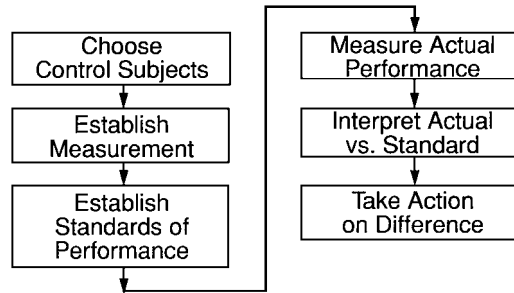 Choose
Control Subjects
Establish
Measurement
Establish
Standards of
Performance
Measure Actual
Performance
Interpret Actual
vs. Standard
Take Action
on Difference